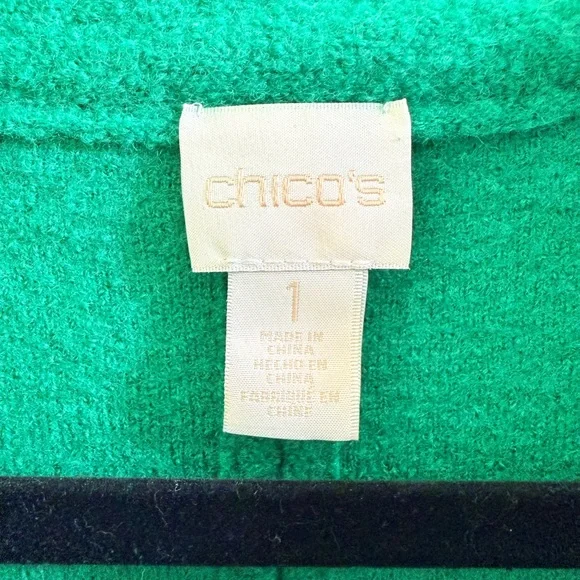 chico's
1
MADE IN
CHINA
HECHO EN
CHINA
FABRIQUÉ EN
CHINE